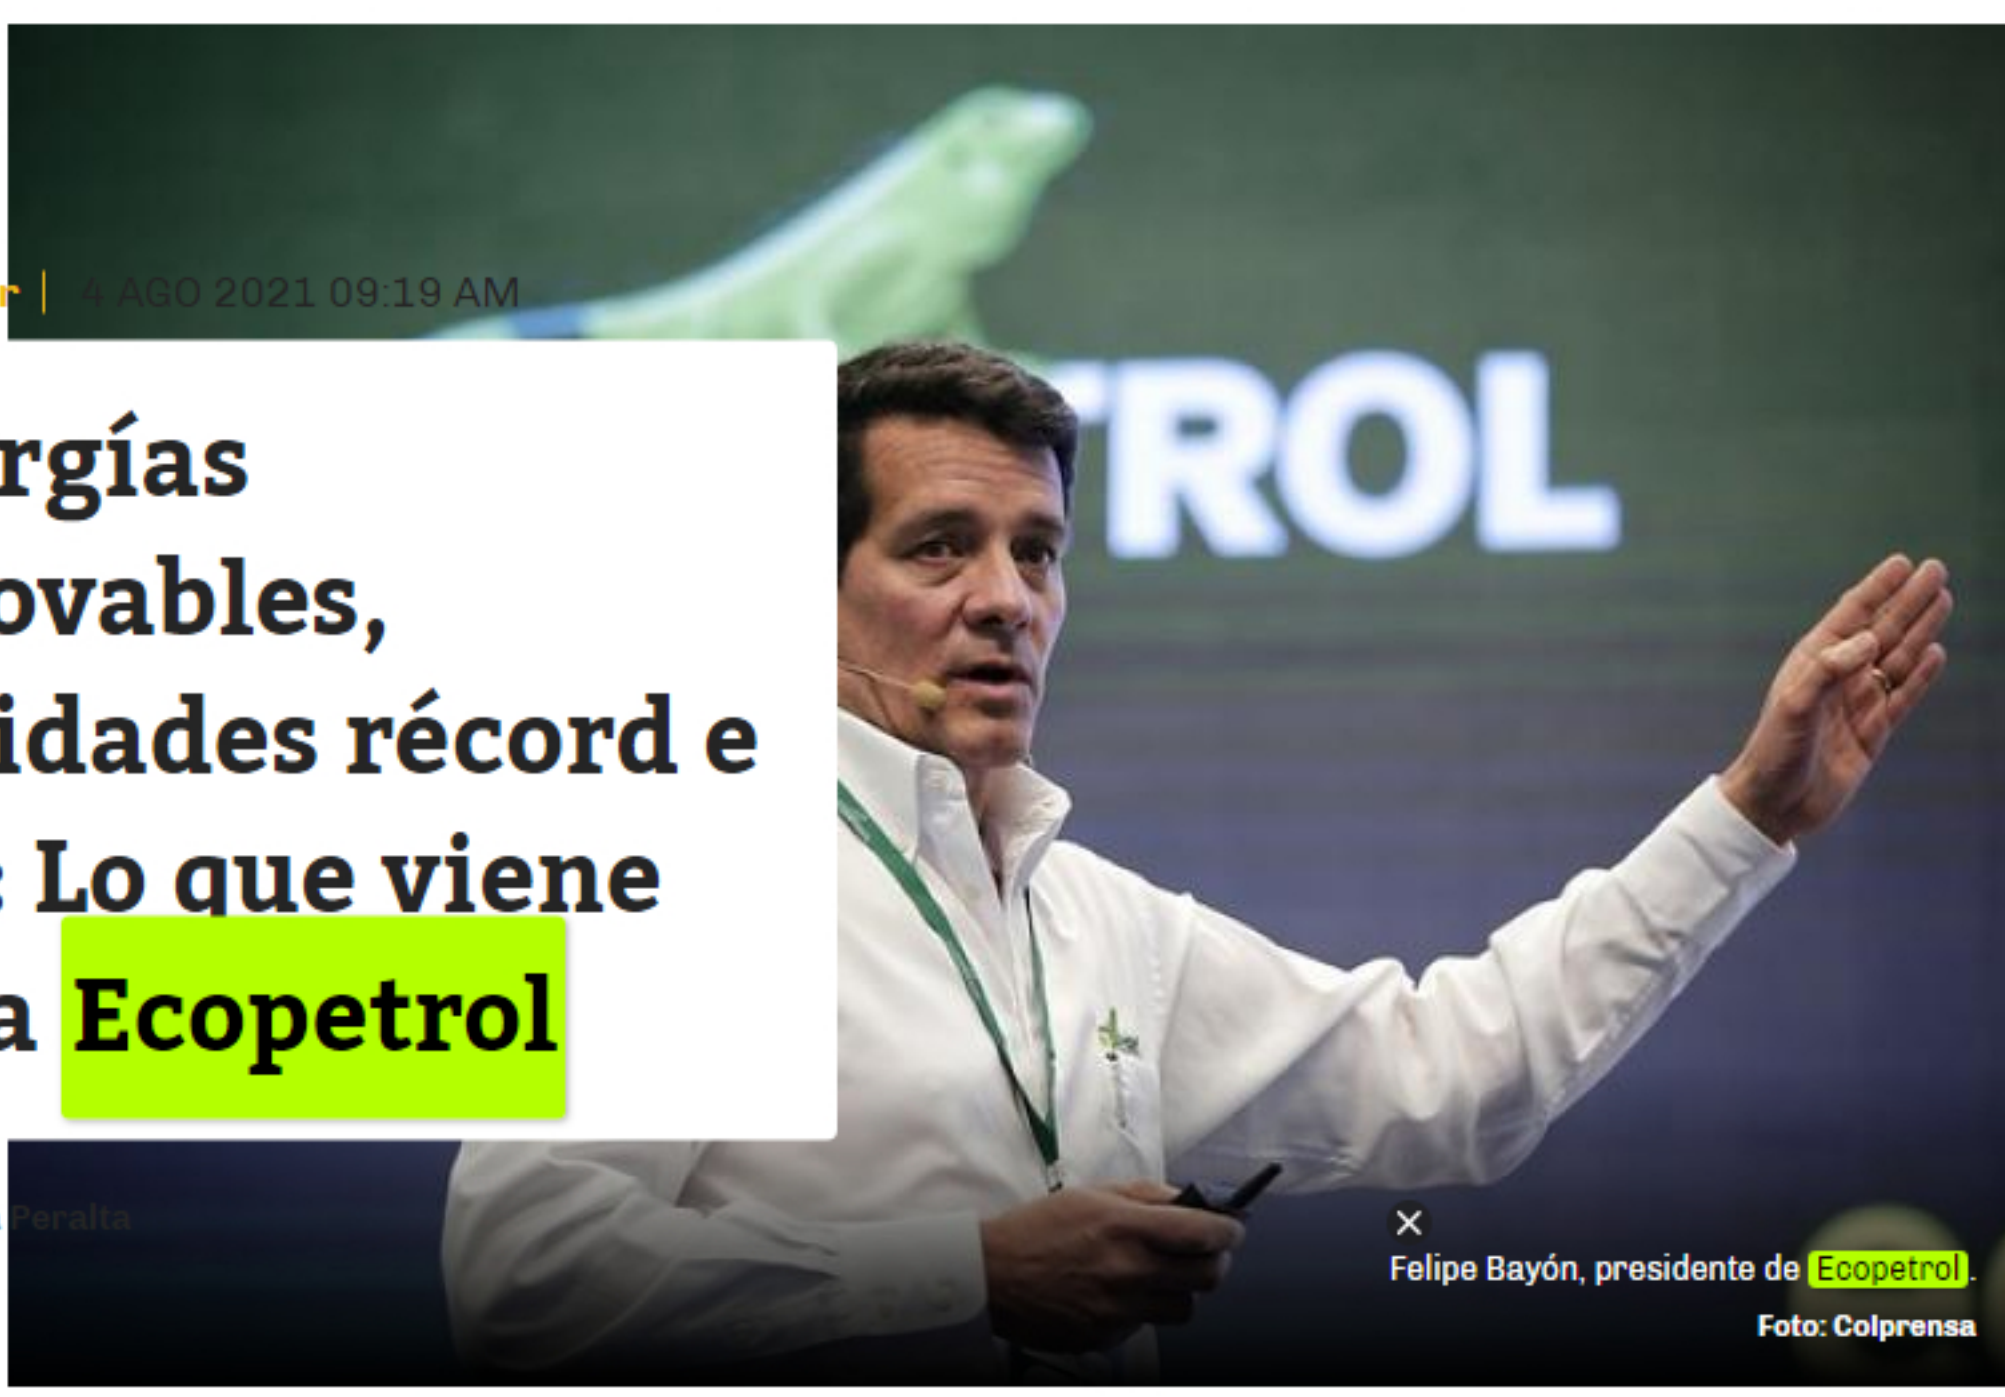 r | 4 AGO 2021 09:19 AM
TROL
rgías
ovables,
idades récord e
: Lo que viene
a Ecopetrol
Peralta
Felipe Bayón, presidente de Ecopetrol.
Foto: Colprensa